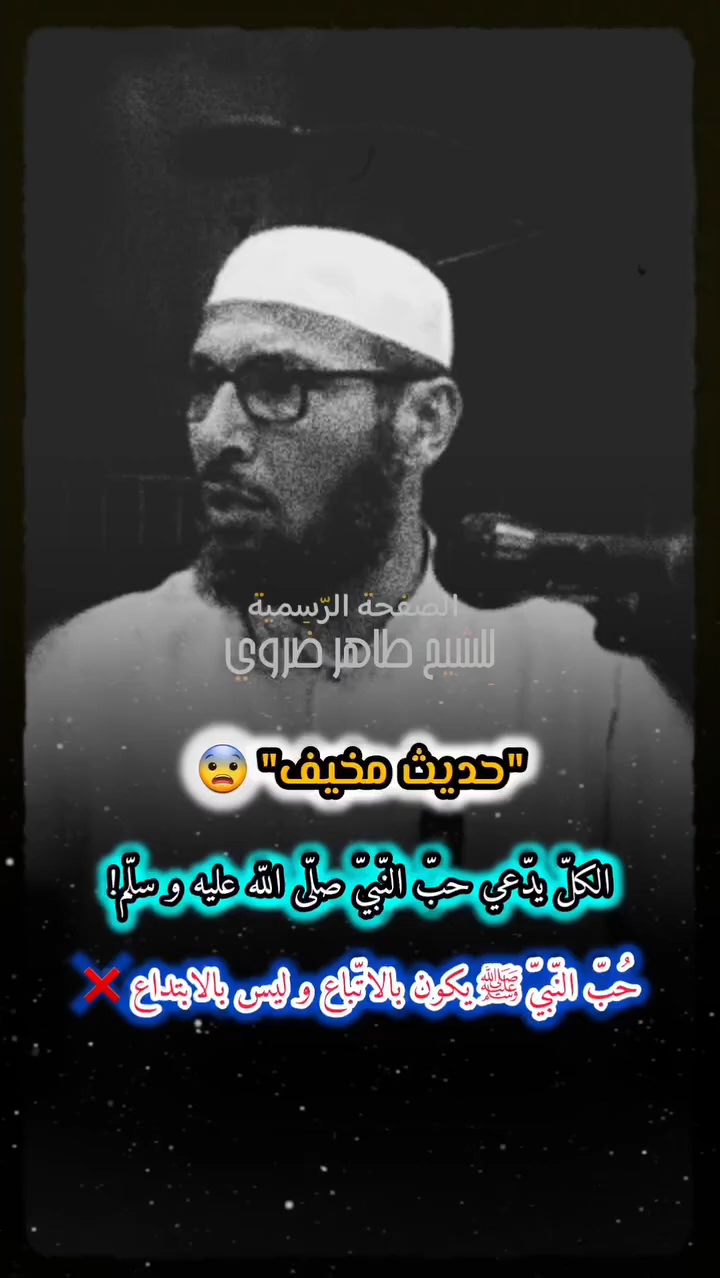 الصفحة الرّسمية
للشيخ طاهر ضروي
"حديث مخيف" 😨
الكلّ يدّعي حبّ النّبيّ صلّى اللّه عليه و سلّم!
حُبّ النّبيّ ﷺ يكون بالاتّباع و ليس بالابتداع ❌